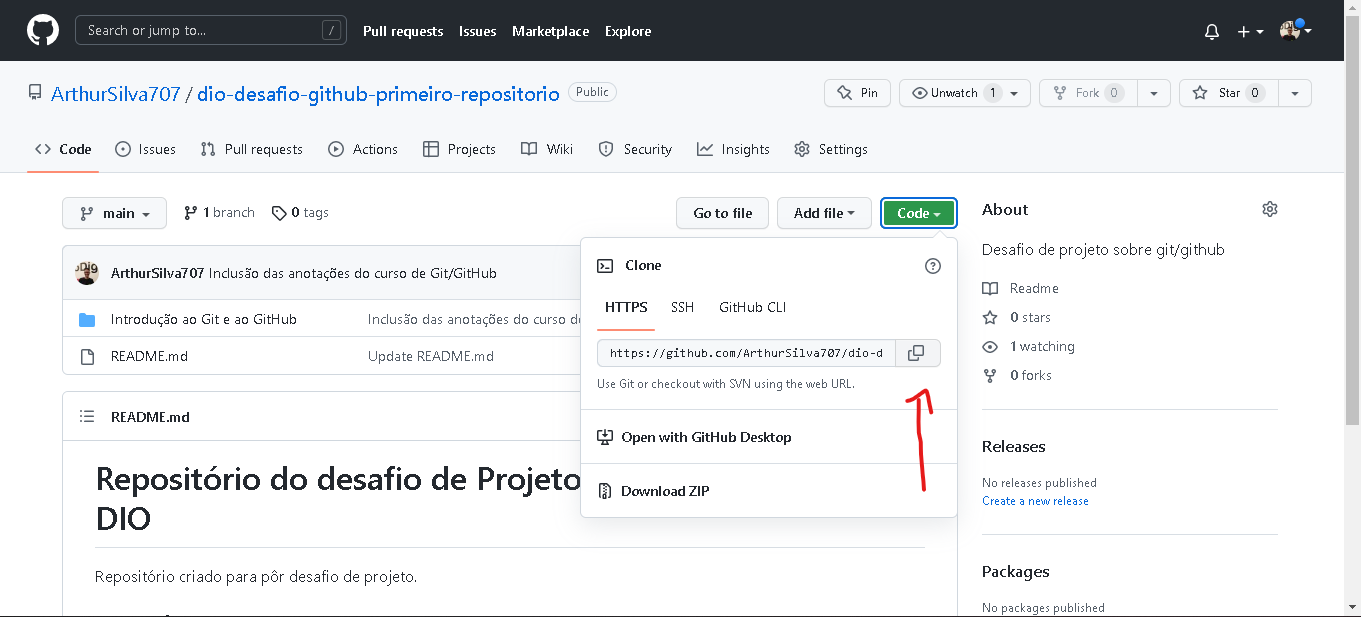 Search or jump to... /
Pull requests Issues Marketplace Explore
ArthurSilva707 / dio-desafio-github-primeiro-repositorio Public
Pin Unwatch 1 Fork 0 Star 0
Code Issues Pull requests Actions Projects Wiki Security Insights Settings
main 1 branch 0 tags Go to file Add file Code
ArthurSilva707 Inclusão das anotações do curso de Git/GitHub
Introdução ao Git e ao GitHub Inclusão das anotações do curso de
README.md Update README.md
README.md
Repositório do desafio de Projeto
DIO
Repositório criado para pôr desafio de projeto.
Clone
HTTPS SSH GitHub CLI
https://github.com/ArthurSilva707/dio-d
Use Git or checkout with SVN using the web URL.
Open with GitHub Desktop
Download ZIP
About
Desafio de projeto sobre git/github
Readme
0 stars
1 watching
0 forks
Releases
No releases published
Create a new release
Packages
No packages published